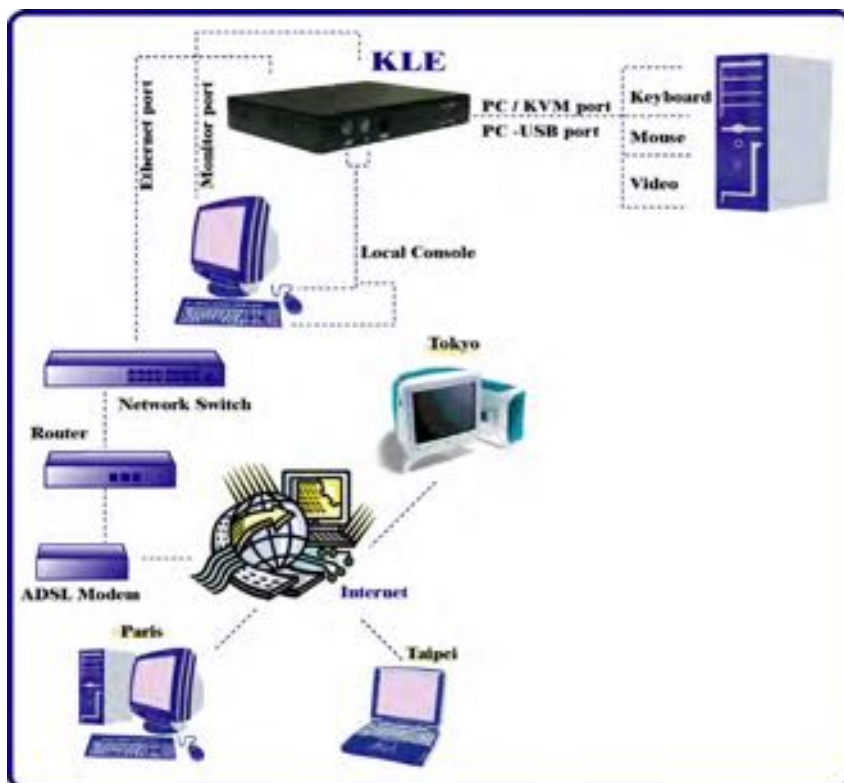 KLE
Ethernet port
Monitor port
PC / KVM port
PC -USB port
Keyboard
Mouse
Video
Local Console
Tokyo
Network Switch
Router
ADSL Modem
Internet
Paris
Taipei